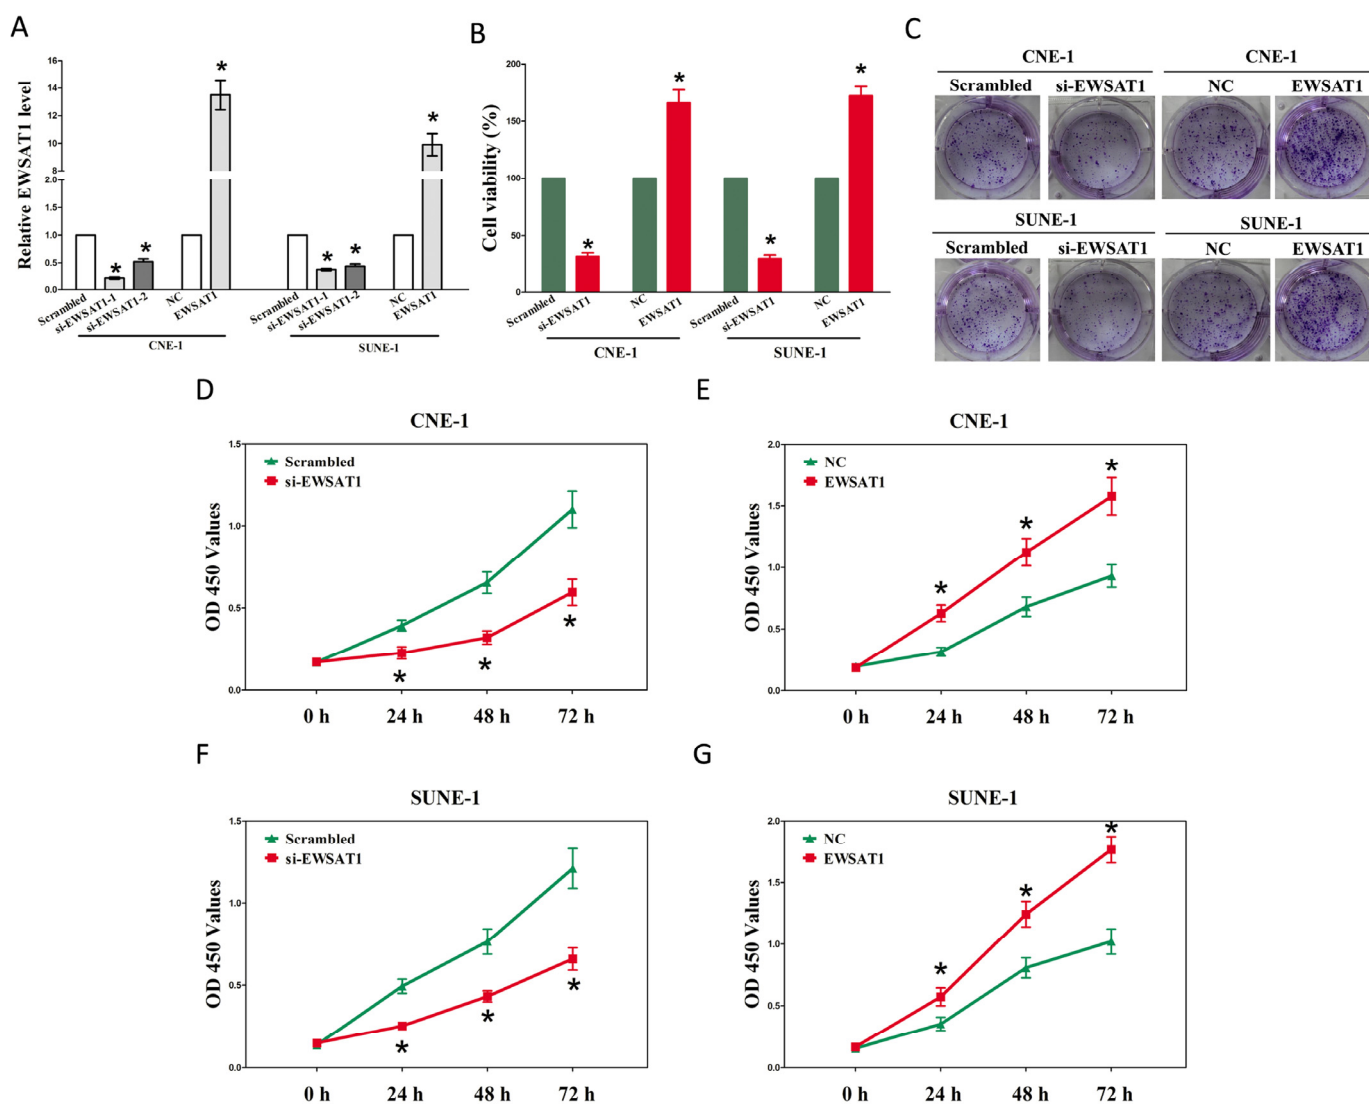 A
Relative EWSAT1 level
16
14
12
10
8
2.0
1.5
1.0
0.5
0.0
*
*
*
*
*
*
Scrambled
si-EWSAT1-1
si-EWSAT1-2
NC
EWSAT1
Scrambled
si-EWSAT1-1
si-EWSAT1-2
NC
EWSAT1
CNE-1
SUNE-1
B
Cell viability (%)
200
150
100
50
0
*
*
*
*
Scrambled
si-EWSAT1
NC
EWSAT1
Scrambled
si-EWSAT1
NC
EWSAT1
CNE-1
SUNE-1
C
CNE-1
CNE-1
Scrambled
si-EWSAT1
NC
EWSAT1
SUNE-1
SUNE-1
Scrambled
si-EWSAT1
NC
EWSAT1
D
CNE-1
Scrambled
si-EWSAT1
OD 450 Values
1.5
1.0
0.5
0.0
*
*
*
0 h
24 h
48 h
72 h
E
CNE-1
NC
EWSAT1
OD 450 Values
2.0
1.5
1.0
0.5
0.0
*
*
*
0 h
24 h
48 h
72 h
F
SUNE-1
Scrambled
si-EWSAT1
OD 450 Values
1.5
1.0
0.5
0.0
*
*
*
0 h
24 h
48 h
72 h
G
SUNE-1
NC
EWSAT1
OD 450 Values
2.0
1.5
1.0
0.5
0.0
*
*
*
0 h
24 h
48 h
72 h